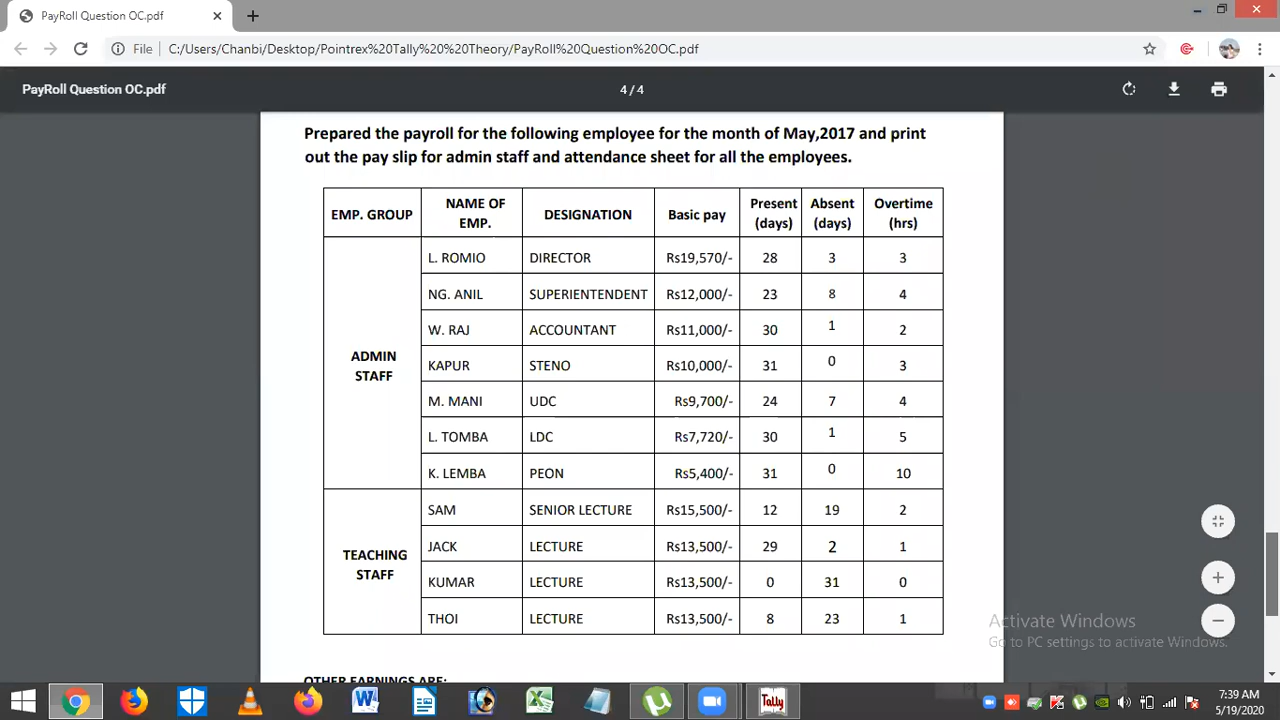 PayRoll Question OC.pdf
File C:/Users/Chanbi/Desktop/Pointrex%20Tally%20%20Theory/PayRoll%20Question%20OC.pdf
PayRoll Question OC.pdf 4 / 4
Prepared the payroll for the following employee for the month of May,2017 and print
out the pay slip for admin staff and attendance sheet for all the employees.
EMP. GROUP NAME OF EMP. DESIGNATION Basic pay Present (days) Absent (days) Overtime (hrs)
ADMIN STAFF
L. ROMIO DIRECTOR Rs19,570/- 28 3 3
NG. ANIL SUPERIENTENDENT Rs12,000/- 23 8 4
W. RAJ ACCOUNTANT Rs11,000/- 30 1 2
KAPUR STENO Rs10,000/- 31 0 3
M. MANI UDC Rs9,700/- 24 7 4
L. TOMBA LDC Rs7,720/- 30 1 5
K. LEMBA PEON Rs5,400/- 31 0 10
TEACHING STAFF
SAM SENIOR LECTURE Rs15,500/- 12 19 2
JACK LECTURE Rs13,500/- 29 2 1
KUMAR LECTURE Rs13,500/- 0 31 0
THOI LECTURE Rs13,500/- 8 23 1
OTHER EARNINGS ARE:
Activate Windows
Go to PC settings to activate Windows.
Tally
7:39 AM
5/19/2020